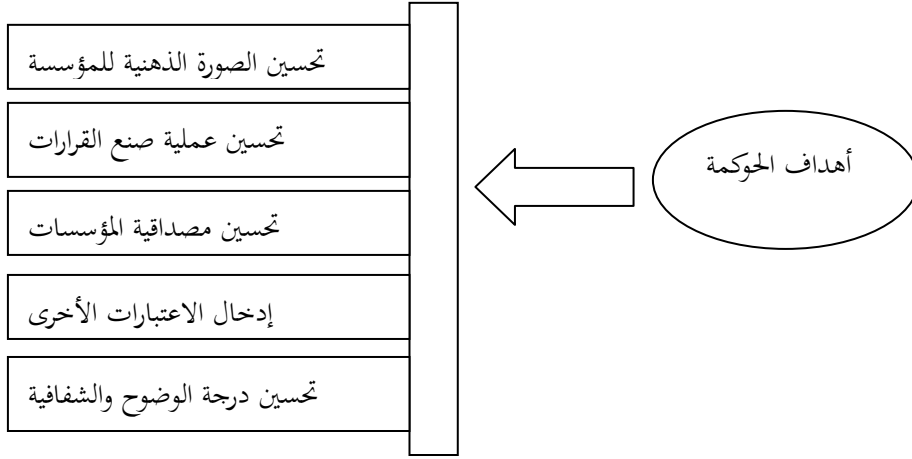 أهداف الحوكمة
تحسين الصورة الذهنية للمؤسسة
تحسين عملية صنع القرارات
تحسين مصداقية المؤسسات
إدخال الاعتبارات الأخرى
تحسين درجة الوضوح والشفافية